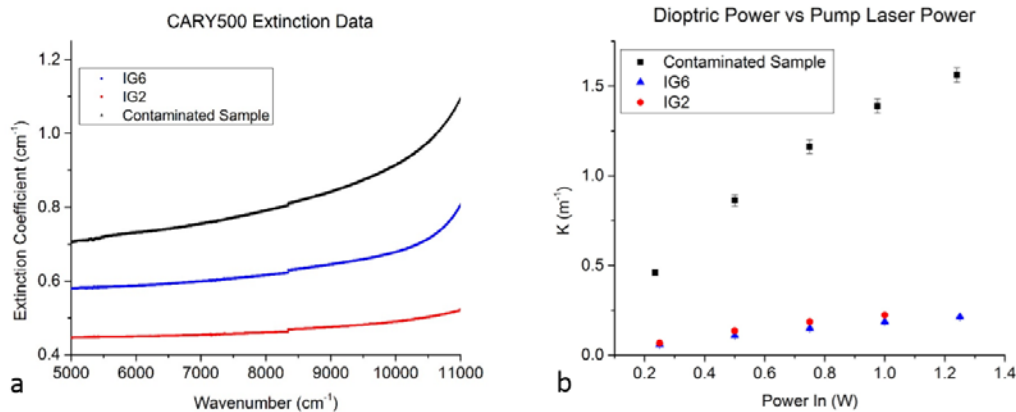 CARY500 Extinction Data
1.2
1.0
0.8
0.6
0.4
Extinction Coefficient (cm⁻¹)
IG6
IG2
Contaminated Sample
5000 6000 7000 8000 9000 10000 11000
Wavenumber (cm⁻¹)
a
Dioptric Power vs Pump Laser Power
1.5
1.0
0.5
0.0
K (m⁻¹)
Contaminated Sample
IG6
IG2
0.2 0.4 0.6 0.8 1.0 1.2 1.4
Power In (W)
b